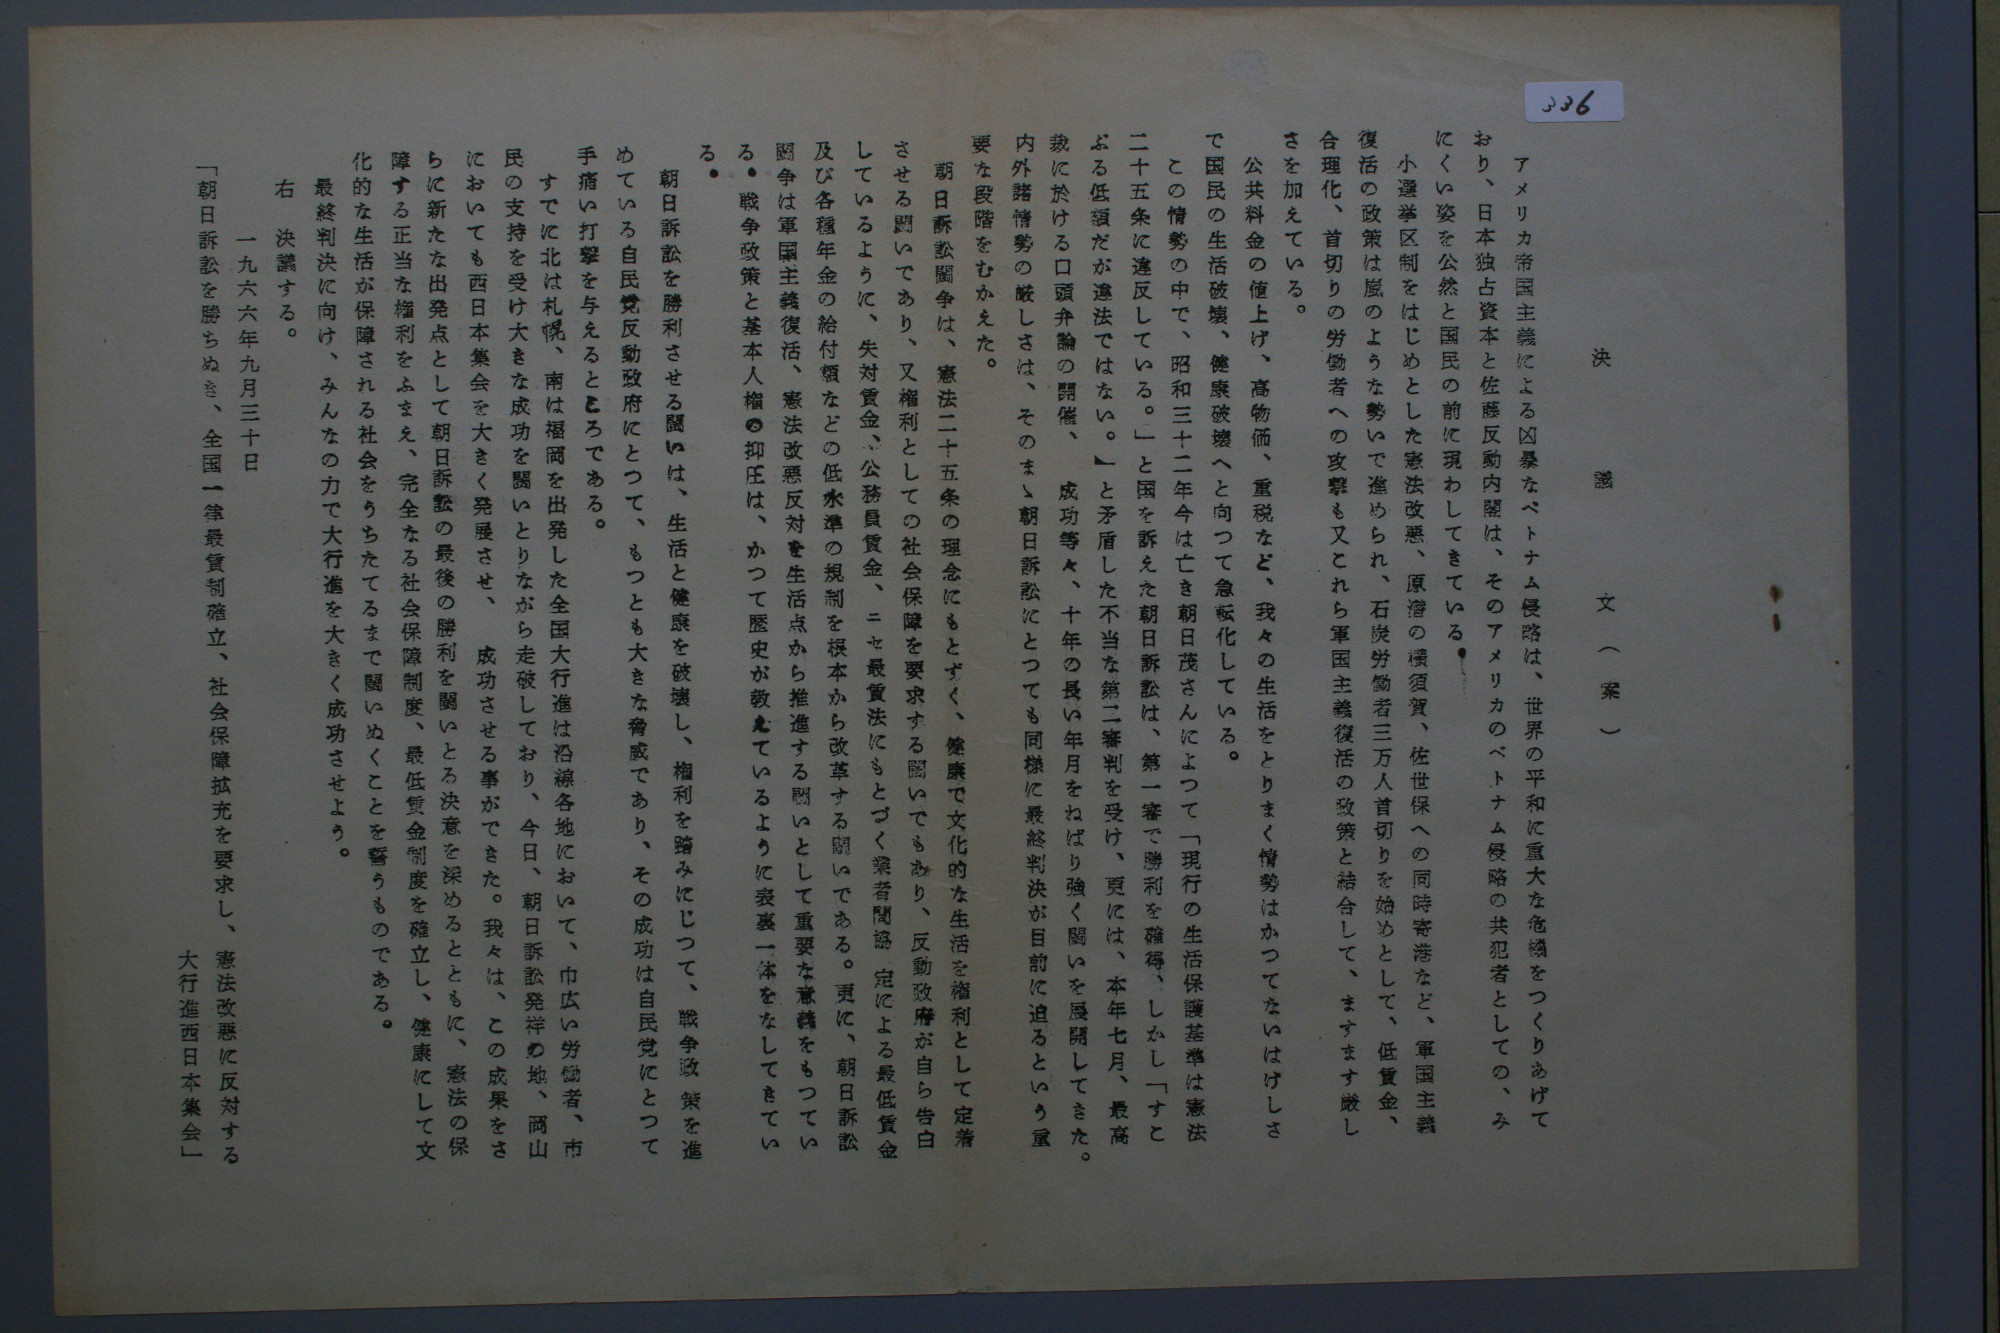 336
決議文（案）
アメリカ帝国主義による凶暴なベトナム侵略は、世界の平和に重大な危機をつくりあげて
おり、日本独占資本と佐藤反動内閣は、そのアメリカのベトナム侵略の共犯者としての、み
にくい姿を公然と国民の前に現わしてきている。
小選挙区制をはじめとした憲法改悪、原潜の横須賀、佐世保への同時寄港など、軍国主義
復活の政策は嵐のような勢いで進められ、石炭労働者三万人首切りを始めとして、低賃金、
合理化、首切りの労働者への攻撃も又これら軍国主義復活の政策と結合して、ますます厳し
さを加えている。
公共料金の値上げ、高物価、重税など、我々の生活をとりまく情勢はかつてないはげしさ
で国民の生活破壊、健康破壊へと向つて急転化している。
この情勢の中で、昭和三十二年今は亡き朝日茂さんによつて「現行の生活保護基準は憲法
二十五条に違反している。」と国を訴えた朝日訴訟は、第一審で勝利を確得、しかし「すこ
ぶる低額だが違法ではない。」と矛盾した不当な第二審判を受け、更には、本年七月、最高
裁に於ける口頭弁論の開催、成功等々、十年の長い年月をねばり強く闘いを展開してきた。
内外諸情勢の厳しさは、そのまゝ朝日訴訟にとつても同様に最終判決が目前に迫るという重
要な段階をむかえた。
朝日訴訟闘争は、憲法二十五条の理念にもとずく、健康で文化的な生活を権利として定着
させる闘いであり、又権利としての社会保障を要求する闘いでもあり、反動政府が自ら告白
しているように、失対賃金、公務員賃金、ニセ最賃法にもとづく業者間協定による最低賃金
及び各種年金の給付額などの低水準の規制を根本から改革する闘いである。更に、朝日訴訟
闘争は軍国主義復活、憲法改悪反対を生活点から推進する闘いとして重要な意義をもつてい
る。戦争政策と基本人権の抑圧は、かつて歴史が教えているように表裏一体をなしてきてい
る。
朝日訴訟を勝利させる闘いは、生活と健康を破壊し、権利を踏みにじつて、戦争政策を進
めている自民党反動政府にとつて、もつとも大きな脅威であり、その成功は自民党にとつて
手痛い打撃を与えるところである。
すでに北は札幌、南は福岡を出発した全国大行進は沿線各地において、巾広い労働者、市
民の支持を受け大きな成功を闘いとりながら走破しており、今日、朝日訴訟発祥の地、岡山
においても西日本集会を大きく発展させ、成功させる事ができた。我々は、この成果をさ
らに新たな出発点として朝日訴訟の最後の勝利を闘いとる決意を深めるとともに、憲法の保
障する正当な権利をふまえ、完全なる社会保障制度、最低賃金制度を確立し、健康にして文
化的な生活が保障される社会をうちたてるまで闘いぬくことを誓うものである。
最終判決に向け、みんなの力で大行進を大きく成功させよう。
右　決議する。
一九六六年九月三十日
「朝日訴訟を勝ちぬき、全国一律最賃制確立、社会保障拡充を要求し、憲法改悪に反対する
大行進西日本集会」